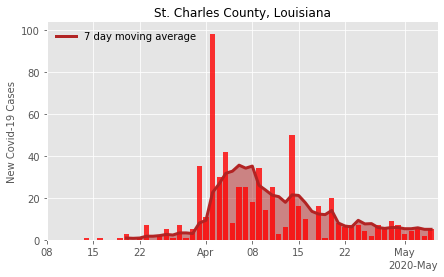 St. Charles County, Louisiana
7 day moving average
New Covid-19 Cases
100
80
60
40
20
0
08 15 22 Apr 08 15 22 May
2020-May